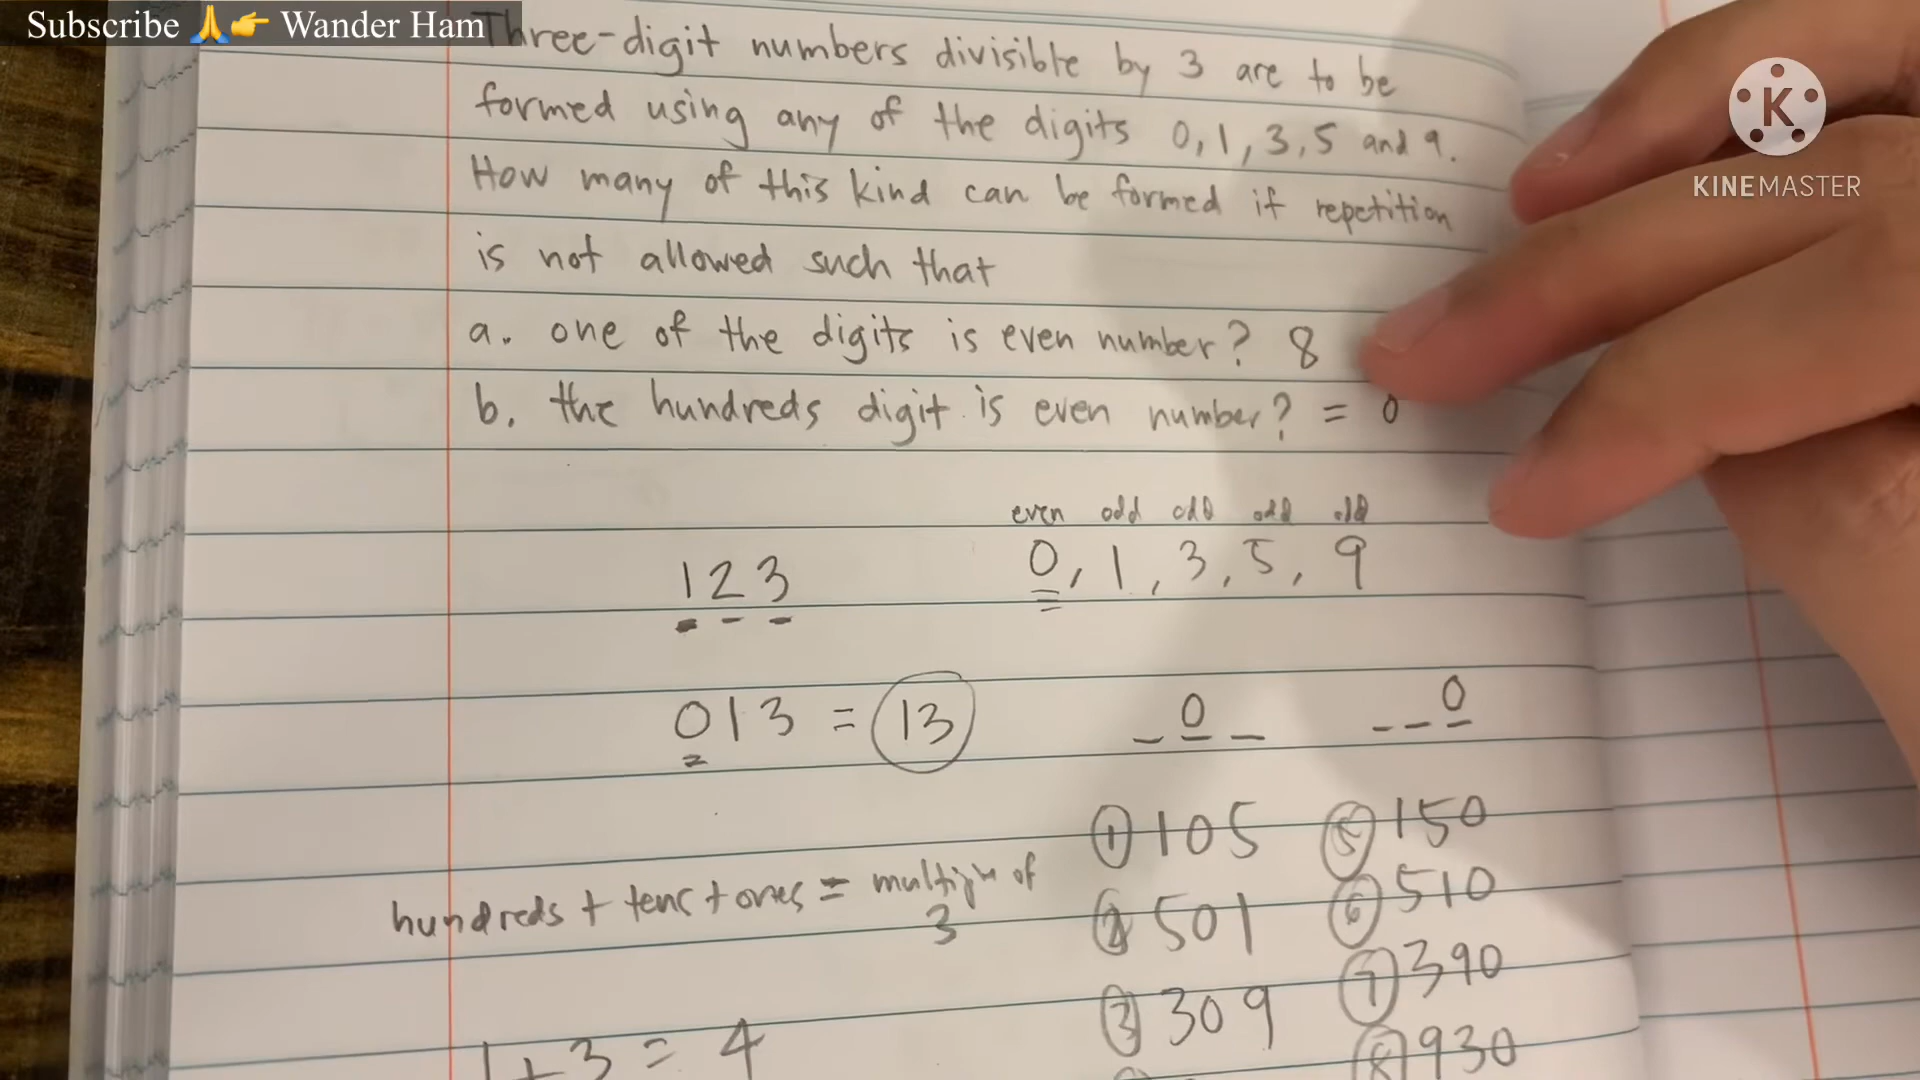 Subscribe 🙏👉 Wander Ham
KINEMASTER
Three-digit numbers divisible by 3 are to be
formed using any of the digits 0, 1, 3, 5 and 9.
How many of this kind can be formed if repetition
is not allowed such that
a. one of the digits is even number? 8
b. the hundreds digit is even number? = 0
even odd odd odd odd
0, 1, 3, 5, 9
123
013 = 13
_ 0 _ _ _ 0
① 105 ⑤ 150
② 501 ⑥ 510
hundreds + tens + ones = multiple of
3
③ 309 ⑦ 390
1 + 3 = 4
⑧ 930